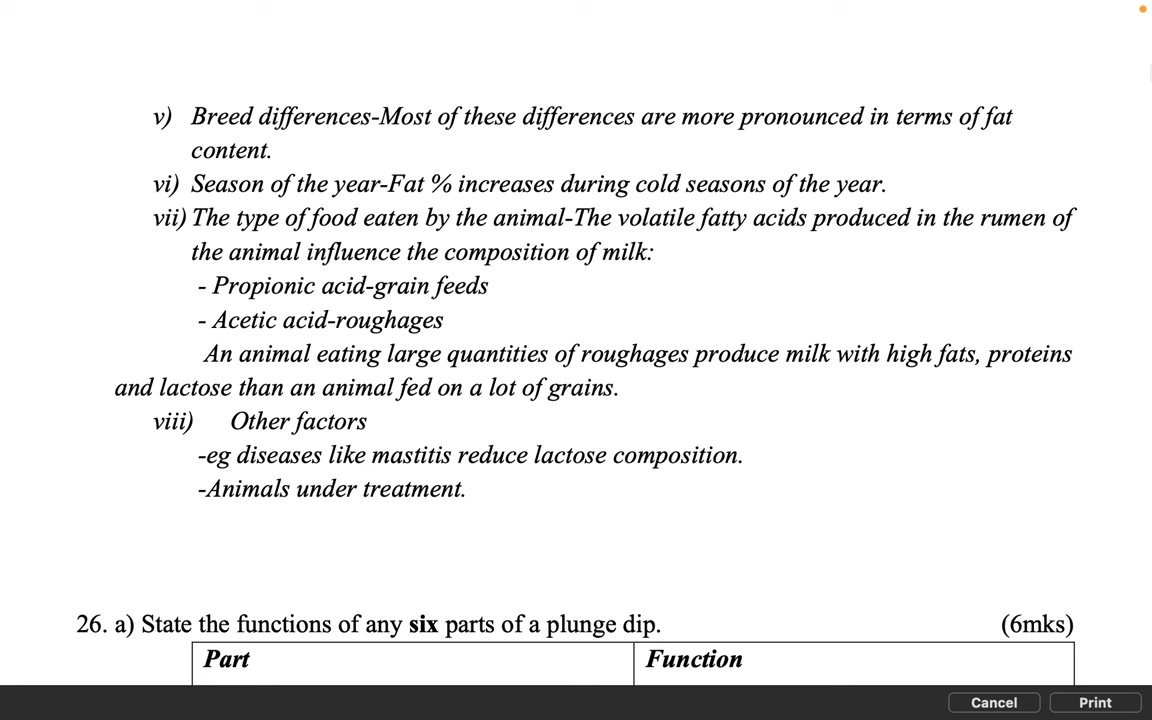 v) Breed differences-Most of these differences are more pronounced in terms of fat
content.
vi) Season of the year-Fat % increases during cold seasons of the year.
vii) The type of food eaten by the animal-The volatile fatty acids produced in the rumen of
the animal influence the composition of milk:
- Propionic acid-grain feeds
- Acetic acid-roughages
An animal eating large quantities of roughages produce milk with high fats, proteins
and lactose than an animal fed on a lot of grains.
viii) Other factors
-eg diseases like mastitis reduce lactose composition.
-Animals under treatment.
26. a) State the functions of any six parts of a plunge dip. (6mks)
Part Function
Cancel Print